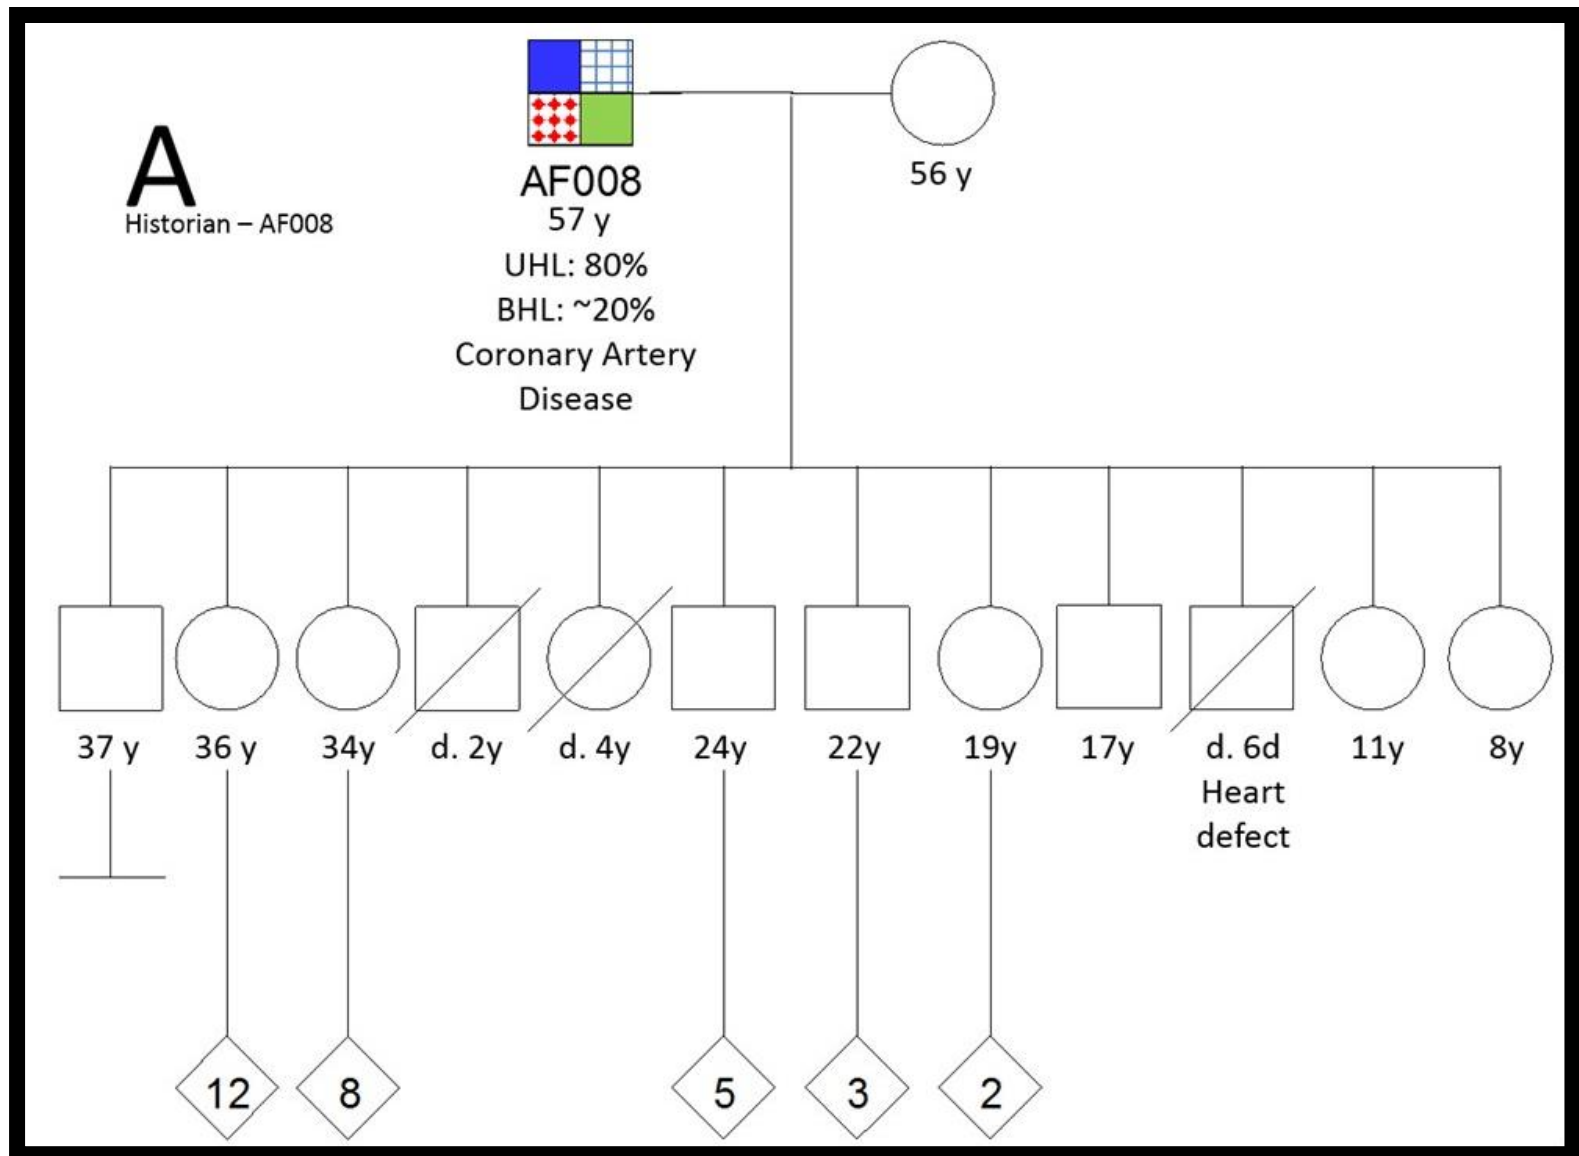 A
Historian – AF008
AF008
57 y
UHL: 80%
BHL: ~20%
Coronary Artery
Disease
56 y
37 y
36 y
34y
d. 2y
d. 4y
24y
22y
19y
17y
d. 6d
Heart
defect
11y
8y
12
8
5
3
2